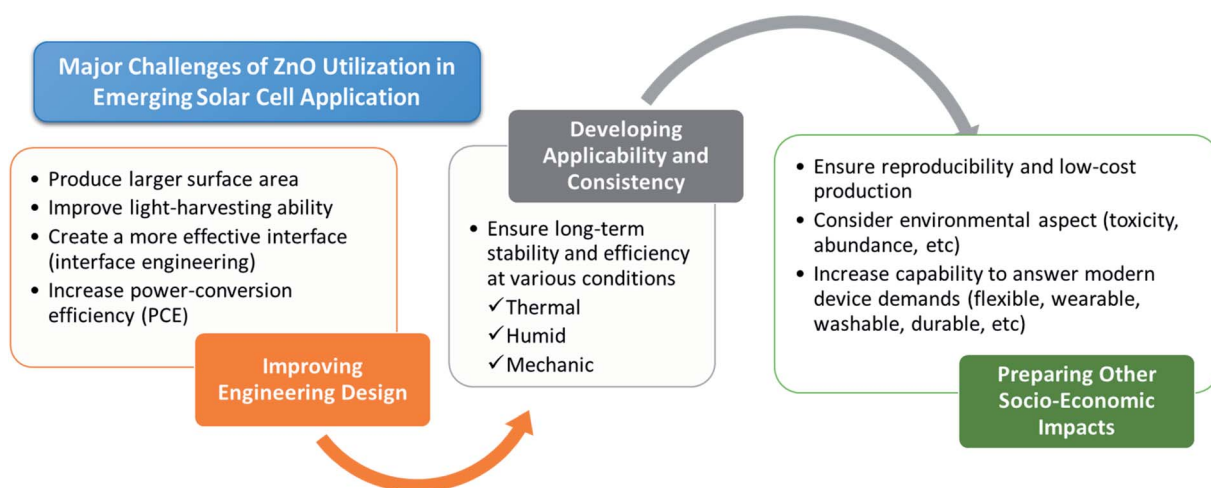 Major Challenges of ZnO Utilization in
Emerging Solar Cell Application
• Produce larger surface area
• Improve light-harvesting ability
• Create a more effective interface
(interface engineering)
• Increase power-conversion
efficiency (PCE)
Improving
Engineering Design
Developing
Applicability and
Consistency
• Ensure long-term
stability and efficiency
at various conditions
✓Thermal
✓Humid
✓Mechanic
• Ensure reproducibility and low-cost
production
• Consider environmental aspect (toxicity,
abundance, etc)
• Increase capability to answer modern
device demands (flexible, wearable,
washable, durable, etc)
Preparing Other
Socio-Economic
Impacts